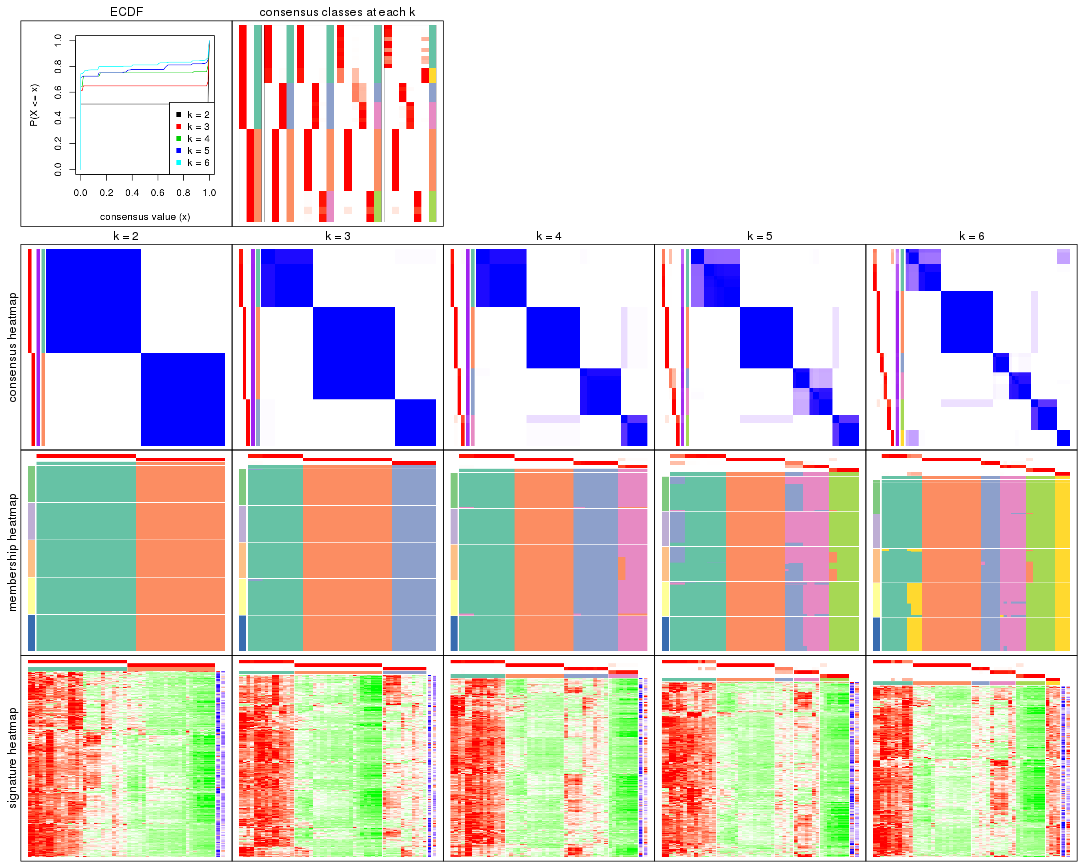 ECDF
consensus classes at each k
P(X <= x)
1.0
0.8
0.6
0.4
0.2
0.0
k = 2
k = 3
k = 4
k = 5
k = 6
0.0 0.2 0.4 0.6 0.8 1.0
consensus value (x)
k = 2
k = 3
k = 4
k = 5
k = 6
consensus heatmap
membership heatmap
signature heatmap